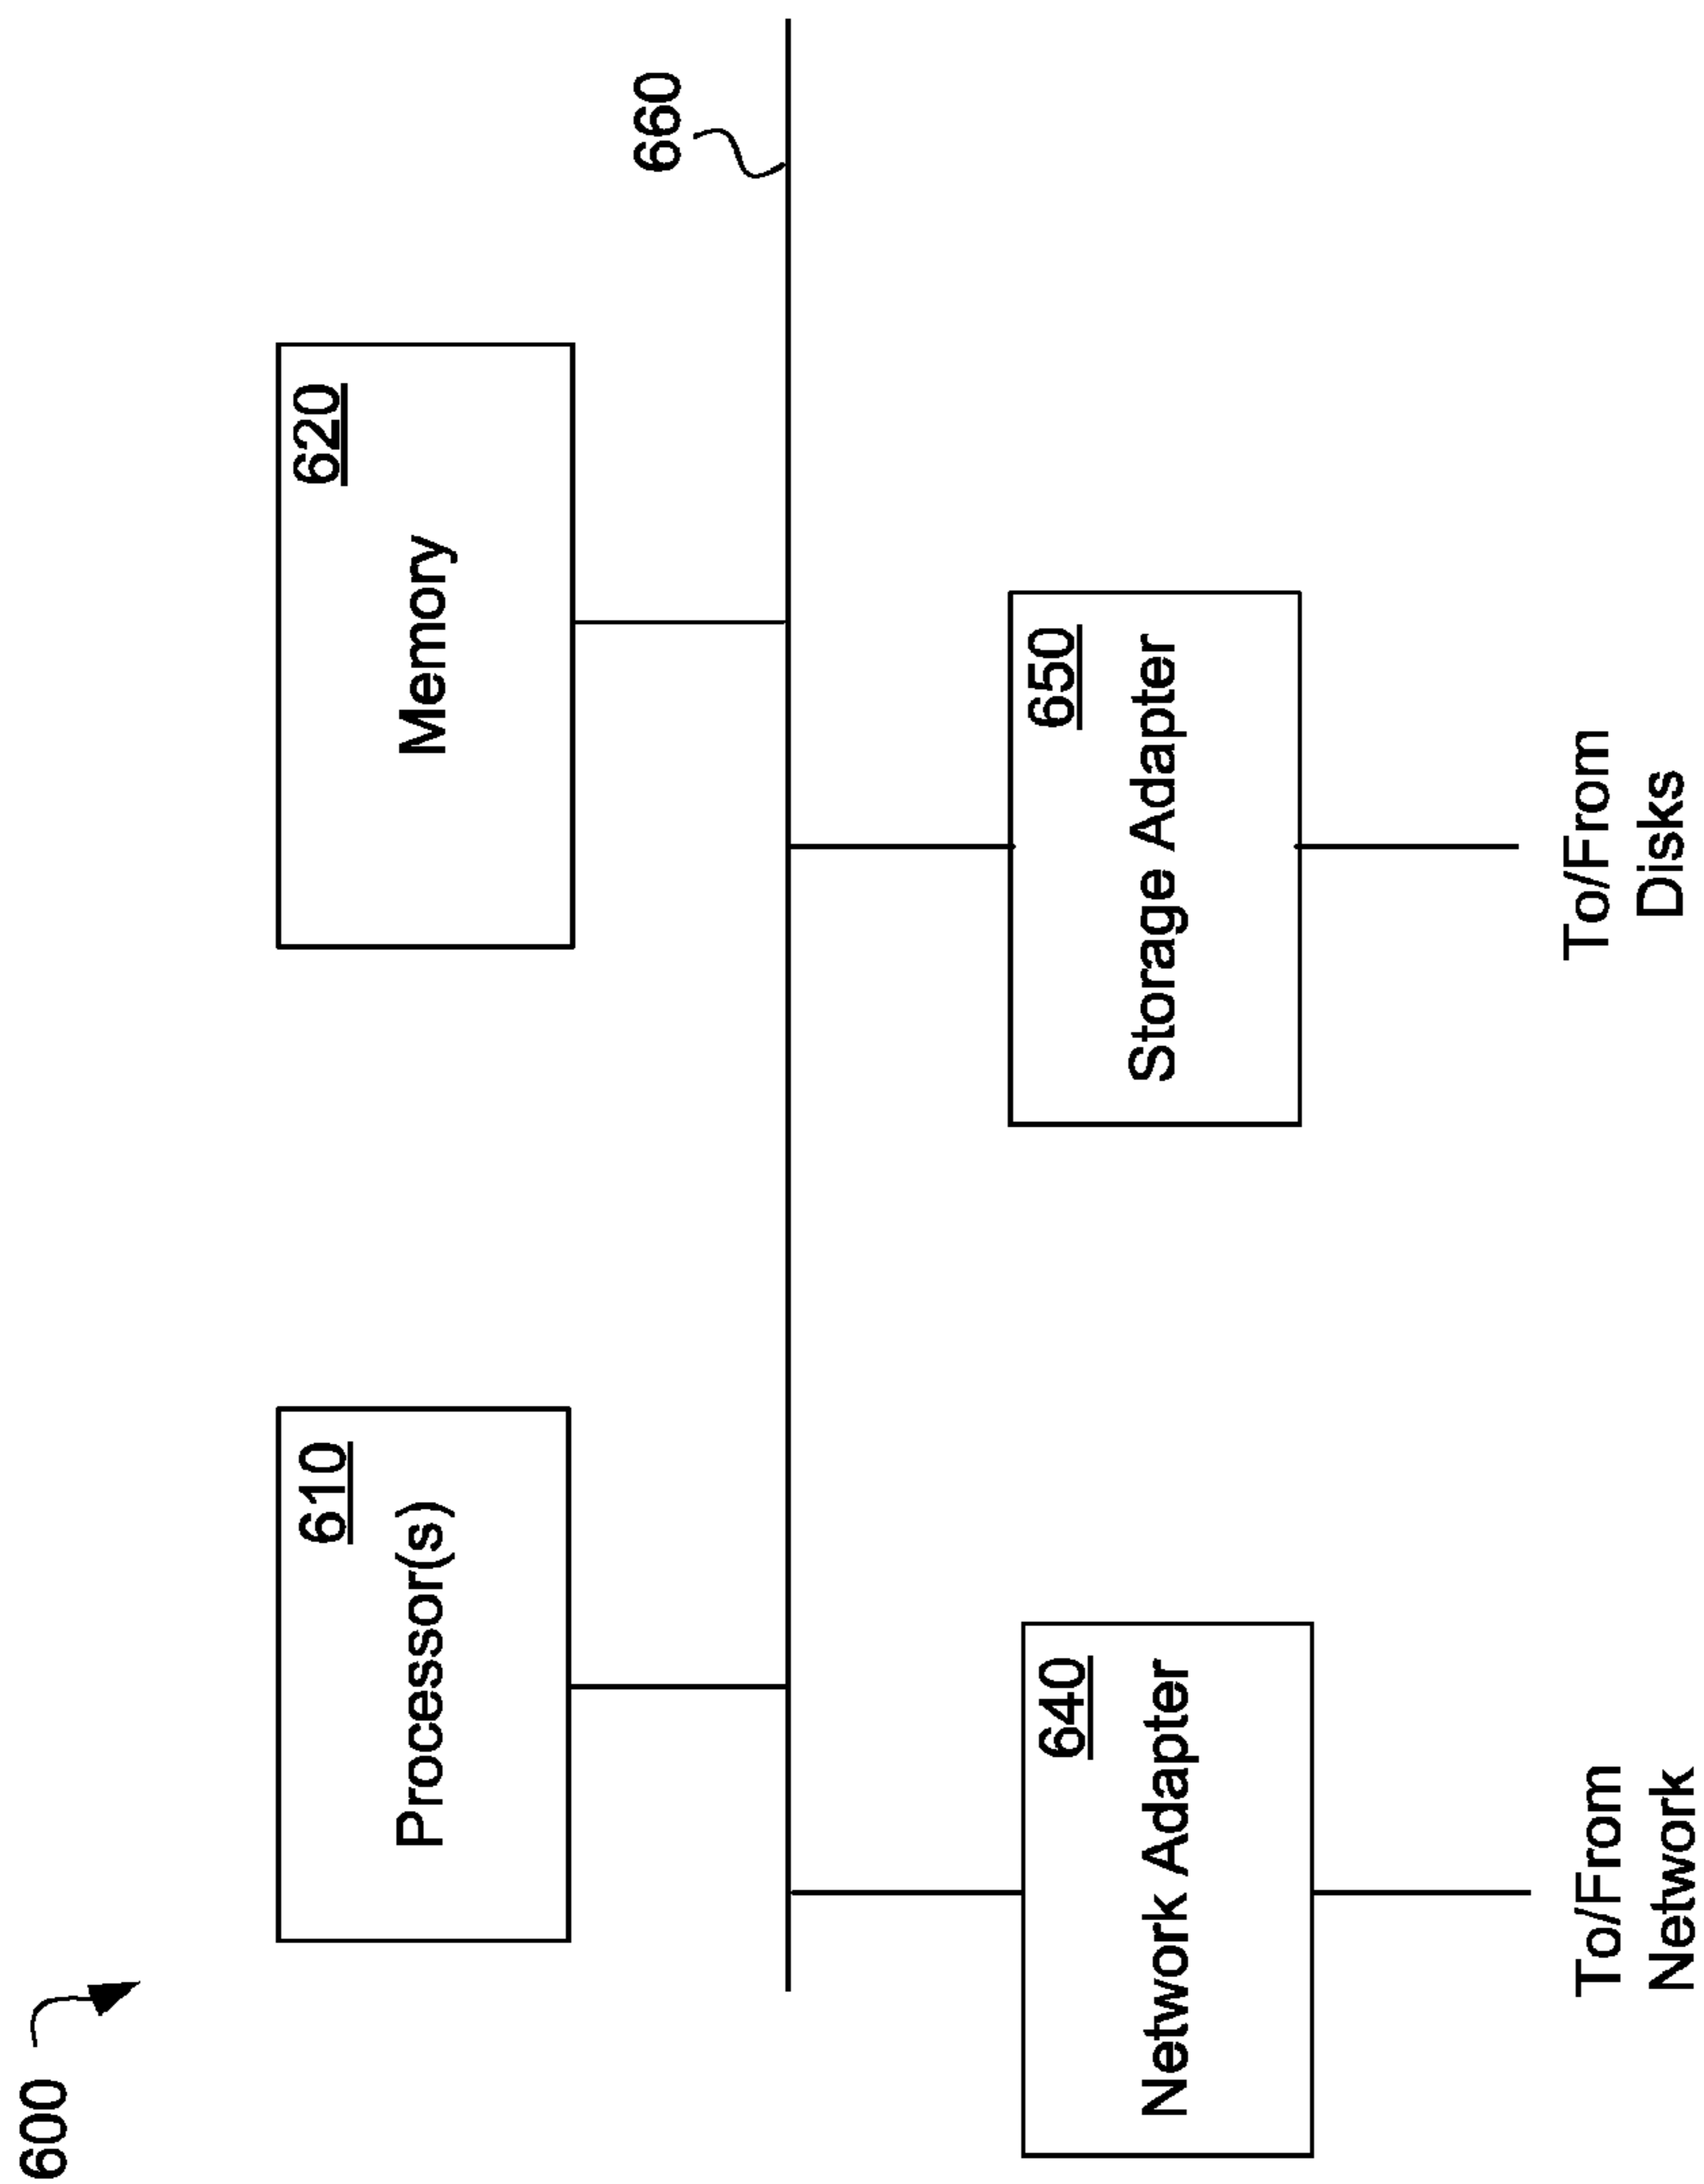 600
610
Processor(s)
620
Memory
660
640
Network Adapter
650
Storage Adapter
To/From
Network
To/From
Disks